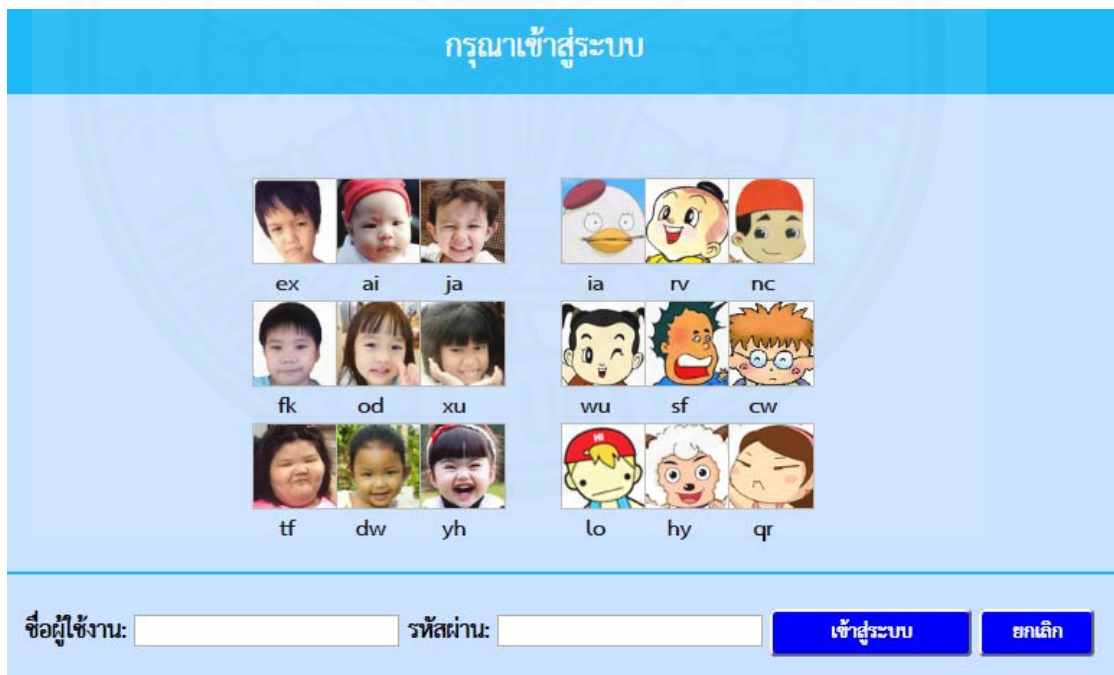 กรุณาเข้าสู่ระบบ
ex ai ja ia rv nc
fk od xu wu sf cw
HI
tf dw yh lo hy qr
ชื่อผู้ใช้งาน: รหัสผ่าน: เข้าสู่ระบบ ยกเลิก